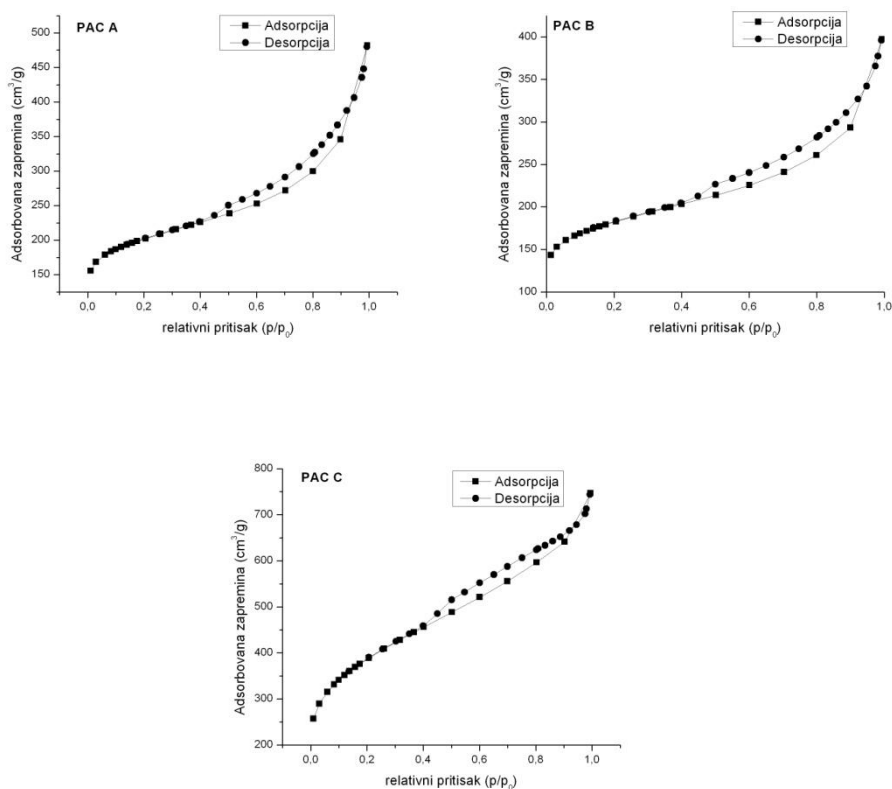 PAC A
Adsorpcija
Desorpcija
Adsorbovana zapremina (cm³/g)
500
450
400
350
300
250
200
150
0,0 0,2 0,4 0,6 0,8 1,0
relativni pritisak (p/p₀)
PAC B
Adsorpcija
Desorpcija
Adsorbovana zapremina (cm³/g)
400
350
300
250
200
150
100
0,0 0,2 0,4 0,6 0,8 1,0
relativni pritisak (p/p₀)
PAC C
Adsorpcija
Desorpcija
Adsorbovana zapremina (cm³/g)
800
700
600
500
400
300
200
0,0 0,2 0,4 0,6 0,8 1,0
relativni pritisak (p/p₀)